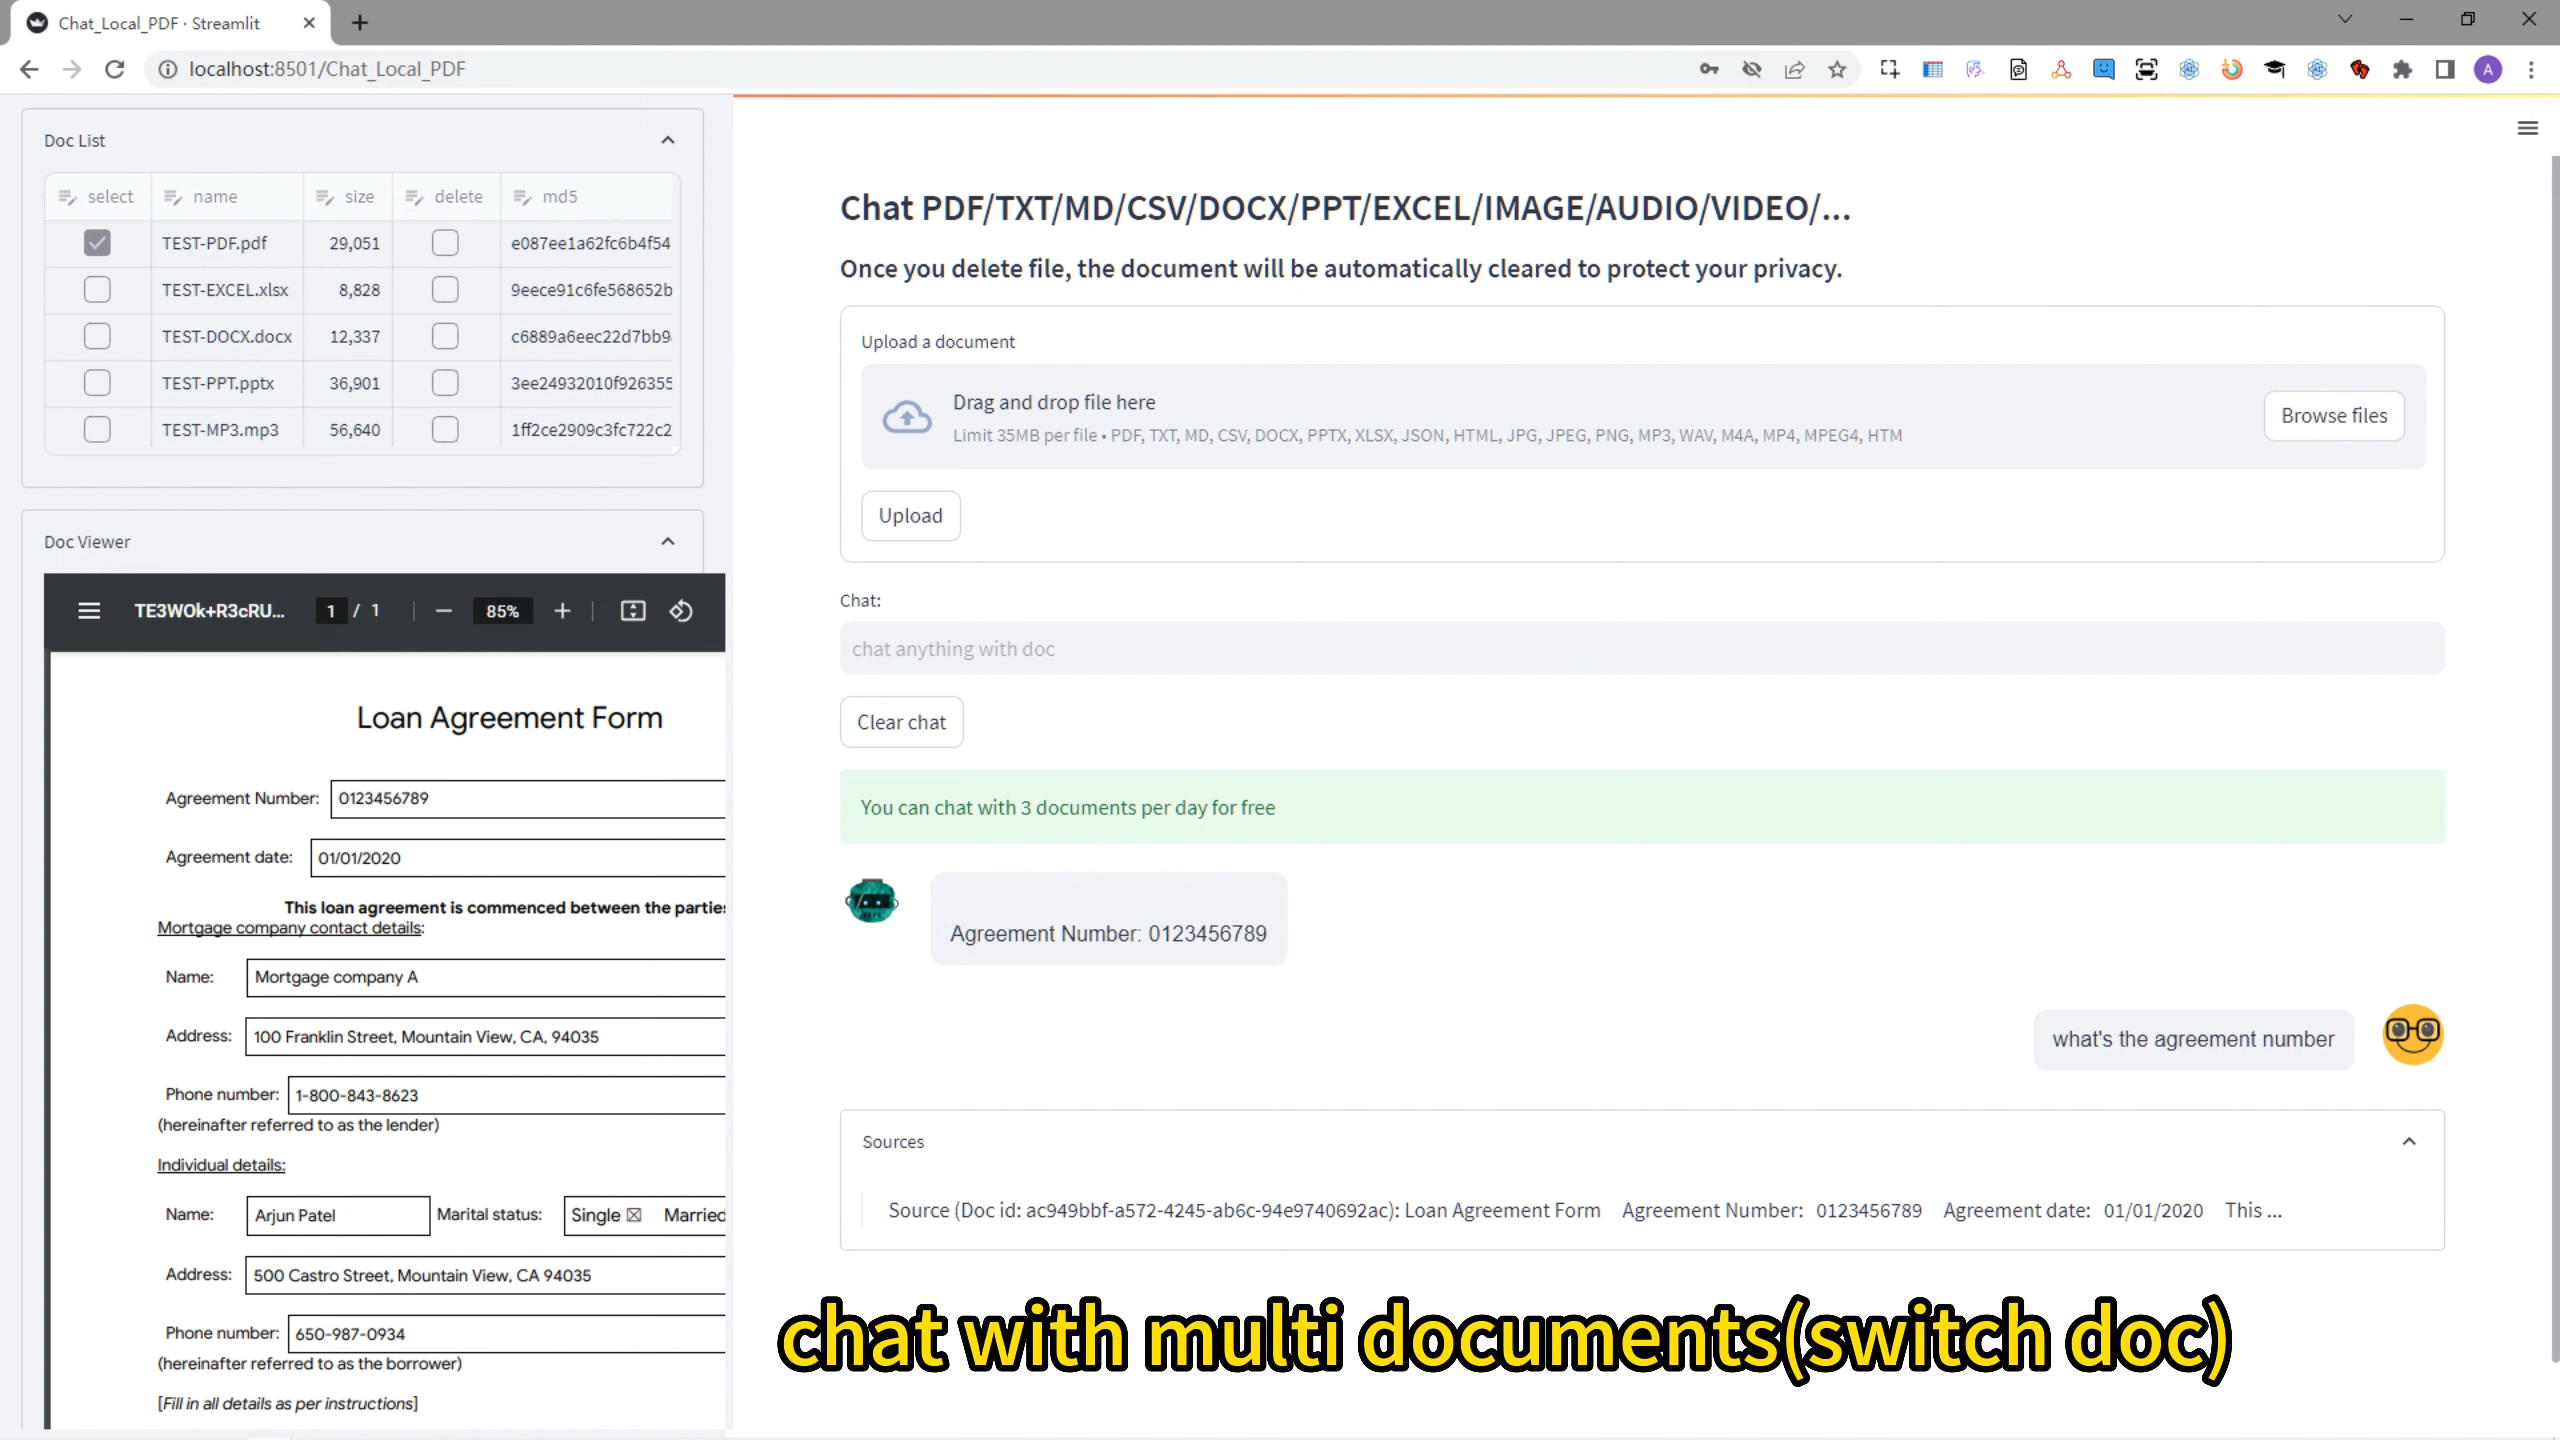 Chat_Local_PDF · Streamlit
localhost:8501/Chat_Local_PDF
A
Doc List
select name size delete md5
TEST-PDF.pdf 29,051 e087ee1a62fc6b4f54
TEST-EXCEL.xlsx 8,828 9eece91c6fe568652b
TEST-DOCX.docx 12,337 c6889a6eec22d7bb9
TEST-PPT.pptx 36,901 3ee24932010f926355
TEST-MP3.mp3 56,640 1ff2ce2909c3fc722c2
Doc Viewer
TE3WOk+R3cRU... 1 / 1 85%
Loan Agreement Form
Agreement Number: 0123456789
Agreement date: 01/01/2020
This loan agreement is commenced between the parties
Mortgage company contact details:
Name: Mortgage company A
Address: 100 Franklin Street, Mountain View, CA, 94035
Phone number: 1-800-843-8623
(hereinafter referred to as the lender)
Individual details:
Name: Arjun Patel Marital status: Single ☒ Married
Address: 500 Castro Street, Mountain View, CA 94035
Phone number: 650-987-0934
(hereinafter referred to as the borrower)
[Fill in all details as per instructions]
Chat PDF/TXT/MD/CSV/DOCX/PPT/EXCEL/IMAGE/AUDIO/VIDEO/...
Once you delete file, the document will be automatically cleared to protect your privacy.
Upload a document
Drag and drop file here
Limit 35MB per file • PDF, TXT, MD, CSV, DOCX, PPTX, XLSX, JSON, HTML, JPG, JPEG, PNG, MP3, WAV, M4A, MP4, MPEG4, HTM
Browse files
Upload
Chat:
chat anything with doc
Clear chat
You can chat with 3 documents per day for free
Agreement Number: 0123456789
what's the agreement number
Sources
Source (Doc id: ac949bbf-a572-4245-ab6c-94e9740692ac): Loan Agreement Form Agreement Number: 0123456789 Agreement date: 01/01/2020 This ...
chat with multi documents(switch doc)